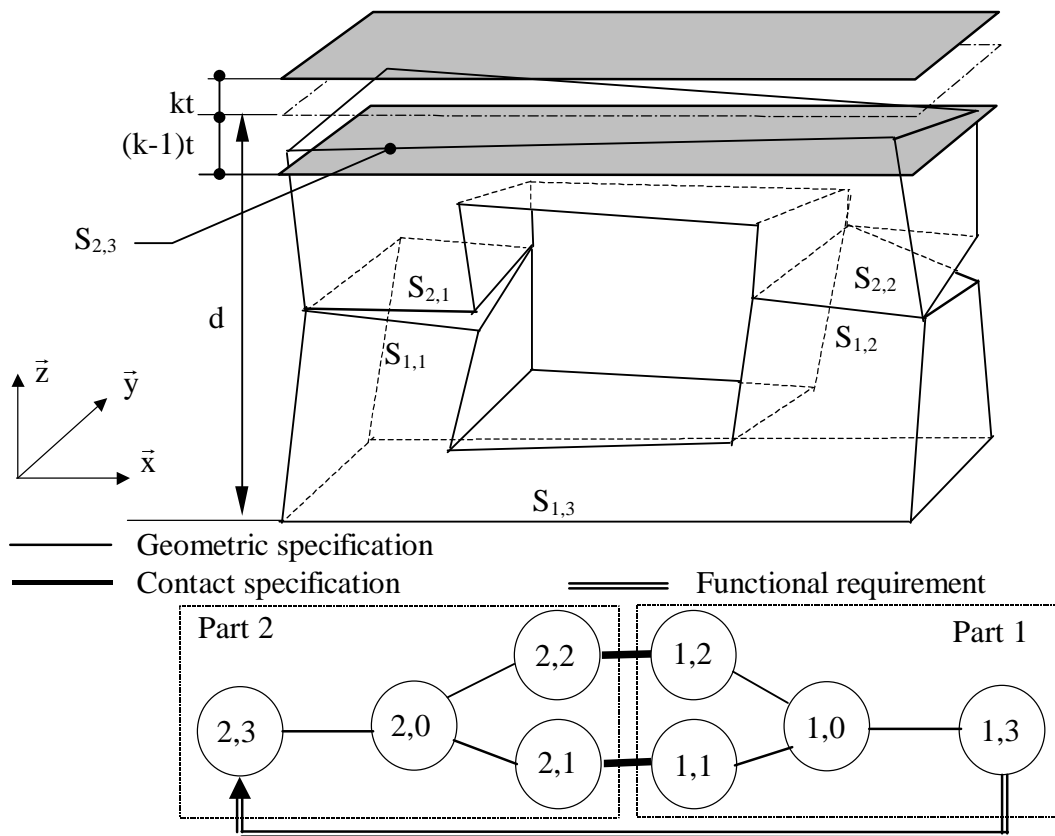 kt
(k-1)t
S2,3
S2,1
S2,2
d
S1,1
S1,2
z⃗
y⃗
x⃗
S1,3
Geometric specification
Contact specification
Functional requirement
Part 2
Part 1
2,2
1,2
2,3
2,0
1,0
1,3
2,1
1,1